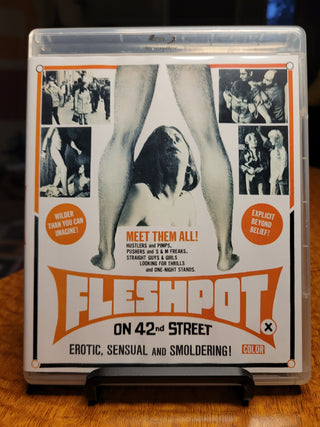 WILDER
THAN YOU CAN
IMAGINE!
EXPLICIT
BEYOND
BELIEF!
MEET THEM ALL!
HUSTLERS and PIMPS,
PUSHERS and S & M FREAKS,
STRAIGHT GUYS & GIRLS
LOOKING FOR THRILLS
and ONE-NIGHT STANDS.
FLESHPOT
ON 42nd STREET
X
EROTIC, SENSUAL AND SMOLDERING!
COLOR